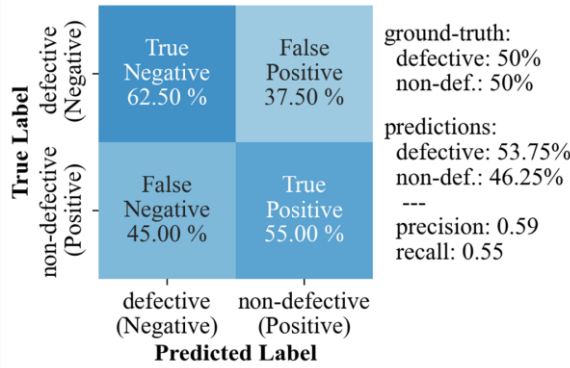 True Label
defective
(Negative)
non-defective
(Positive)
True
Negative
62.50 %
False
Positive
37.50 %
False
Negative
45.00 %
True
Positive
55.00 %
defective
(Negative)
non-defective
(Positive)
Predicted Label
ground-truth:
defective: 50%
non-def.: 50%
predictions:
defective: 53.75%
non-def.: 46.25%
---
precision: 0.59
recall: 0.55